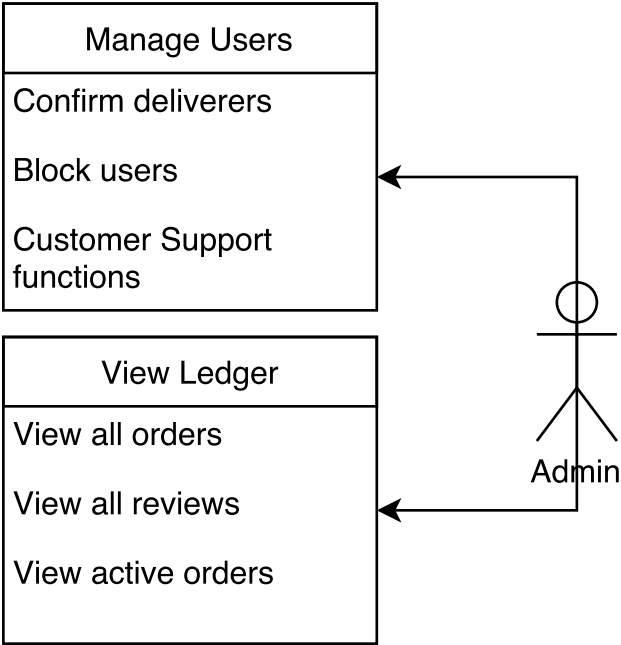 Manage Users
Confirm deliverers
Block users
Customer Support
functions
View Ledger
View all orders
View all reviews
View active orders
Admin